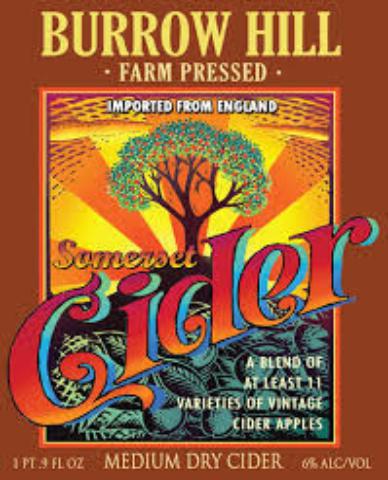 BURROW HILL
· FARM PRESSED ·
IMPORTED FROM ENGLAND
Somerset
Cider
A BLEND OF
AT LEAST 11
VARIETIES OF VINTAGE
CIDER APPLES
1 PT .9 FL OZ MEDIUM DRY CIDER 6% ALC/VOL